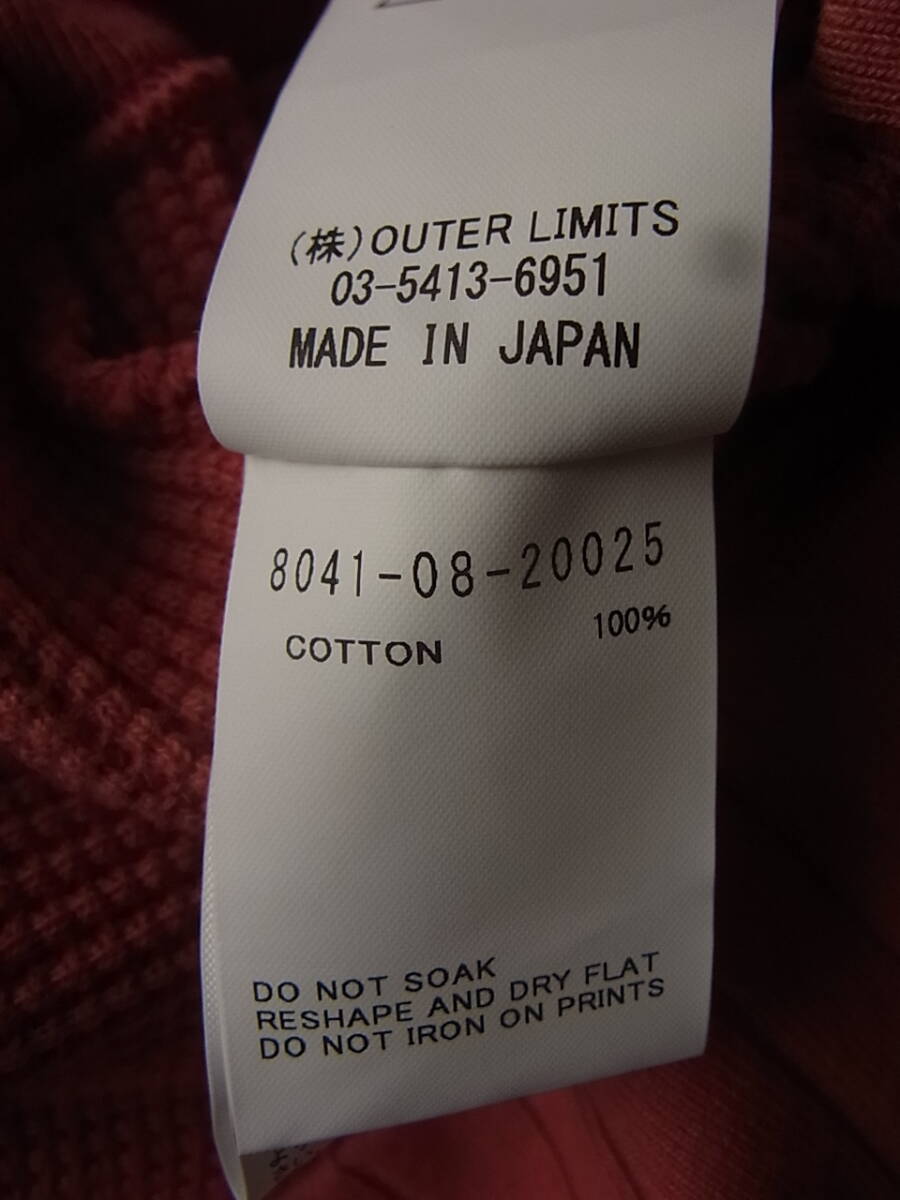 (株)OUTER LIMITS
03-5413-6951
MADE IN JAPAN
8041-08-20025
COTTON 100%
DO NOT SOAK
RESHAPE AND DRY FLAT
DO NOT IRON ON PRINTS